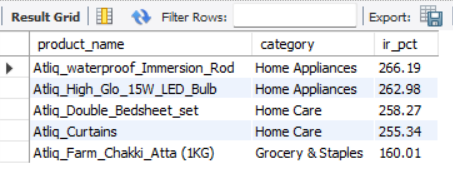 Result Grid Filter Rows: Export:
product_name category ir_pct
Atliq_waterproof_Immersion_Rod Home Appliances 266.19
Atliq_High_Glo_15W_LED_Bulb Home Appliances 262.98
Atliq_Double_Bedsheet_set Home Care 258.27
Atliq_Curtains Home Care 255.34
Atliq_Farm_Chakki_Atta (1KG) Grocery & Staples 160.01